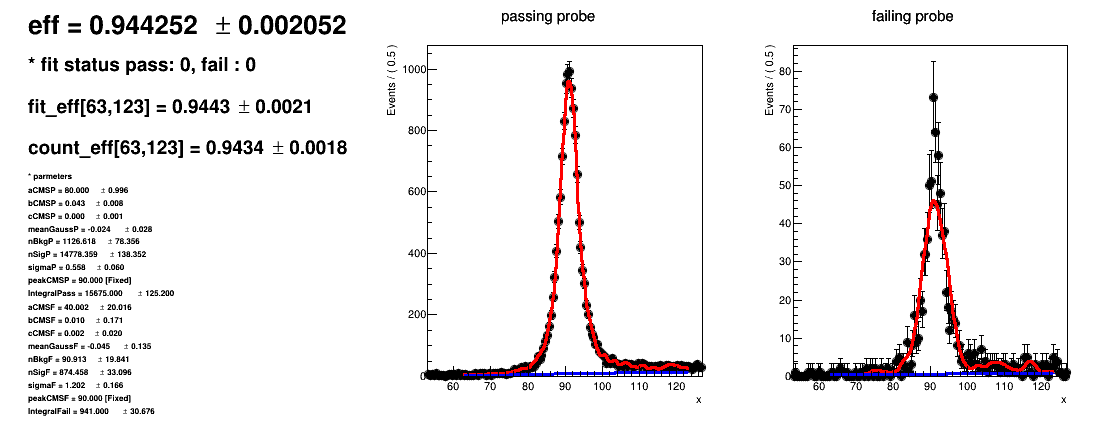 eff = 0.944252 ± 0.002052
* fit status pass: 0, fail : 0
fit_eff[63,123] = 0.9443 ± 0.0021
count_eff[63,123] = 0.9434 ± 0.0018
* parmeters
aCMSP = 80.000 ± 0.996
bCMSP = 0.043 ± 0.008
cCMSP = 0.000 ± 0.001
meanGaussP = -0.024 ± 0.028
nBkgP = 1126.618 ± 78.356
nSigP = 14778.359 ± 138.352
sigmaP = 0.558 ± 0.060
peakCMSP = 90.000 [Fixed]
IntegralPass = 15675.000 ± 125.200
aCMSF = 40.002 ± 20.016
bCMSF = 0.010 ± 0.171
cCMSF = 0.002 ± 0.020
meanGaussF = -0.045 ± 0.135
nBkgF = 90.913 ± 19.841
nSigF = 874.458 ± 33.096
sigmaF = 1.202 ± 0.166
peakCMSF = 90.000 [Fixed]
IntegralFail = 941.000 ± 30.676
passing probe
Events / ( 0.5 )
1000
800
600
400
200
0
60 70 80 90 100 110 120
x
failing probe
Events / ( 0.5 )
80
70
60
50
40
30
20
10
0
60 70 80 90 100 110 120
x